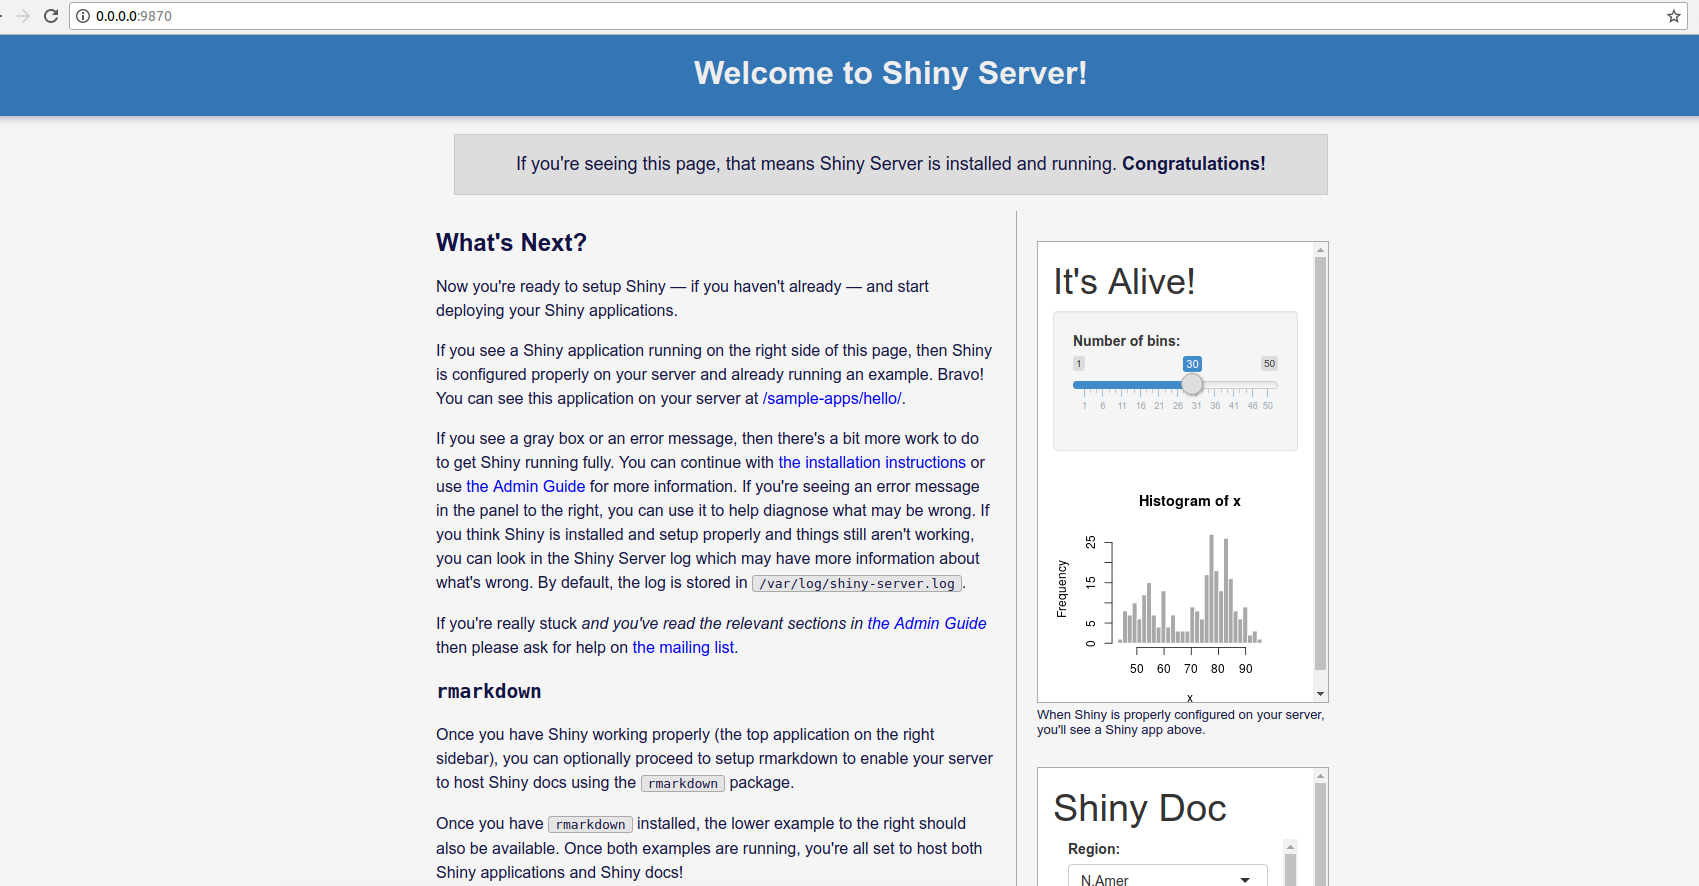 0.0.0.0:9870
Welcome to Shiny Server!
If you're seeing this page, that means Shiny Server is installed and running. Congratulations!
What's Next?
Now you're ready to setup Shiny — if you haven't already — and start
deploying your Shiny applications.
If you see a Shiny application running on the right side of this page, then Shiny
is configured properly on your server and already running an example. Bravo!
You can see this application on your server at /sample-apps/hello/.
If you see a gray box or an error message, then there's a bit more work to do
to get Shiny running fully. You can continue with the installation instructions or
use the Admin Guide for more information. If you're seeing an error message
in the panel to the right, you can use it to help diagnose what may be wrong. If
you think Shiny is installed and setup properly and things still aren't working,
you can look in the Shiny Server log which may have more information about
what's wrong. By default, the log is stored in /var/log/shiny-server.log.
If you're really stuck and you've read the relevant sections in the Admin Guide
then please ask for help on the mailing list.
rmarkdown
Once you have Shiny working properly (the top application on the right
sidebar), you can optionally proceed to setup rmarkdown to enable your server
to host Shiny docs using the rmarkdown package.
Once you have rmarkdown installed, the lower example to the right should
also be available. Once both examples are running, you're all set to host both
Shiny applications and Shiny docs!
It's Alive!
Number of bins:
1 30 50
1 6 11 16 21 26 31 36 41 46 50
Histogram of x
Frequency
25
15
5
0
50 60 70 80 90
x
When Shiny is properly configured on your server,
you'll see a Shiny app above.
Shiny Doc
Region:
N.Amer